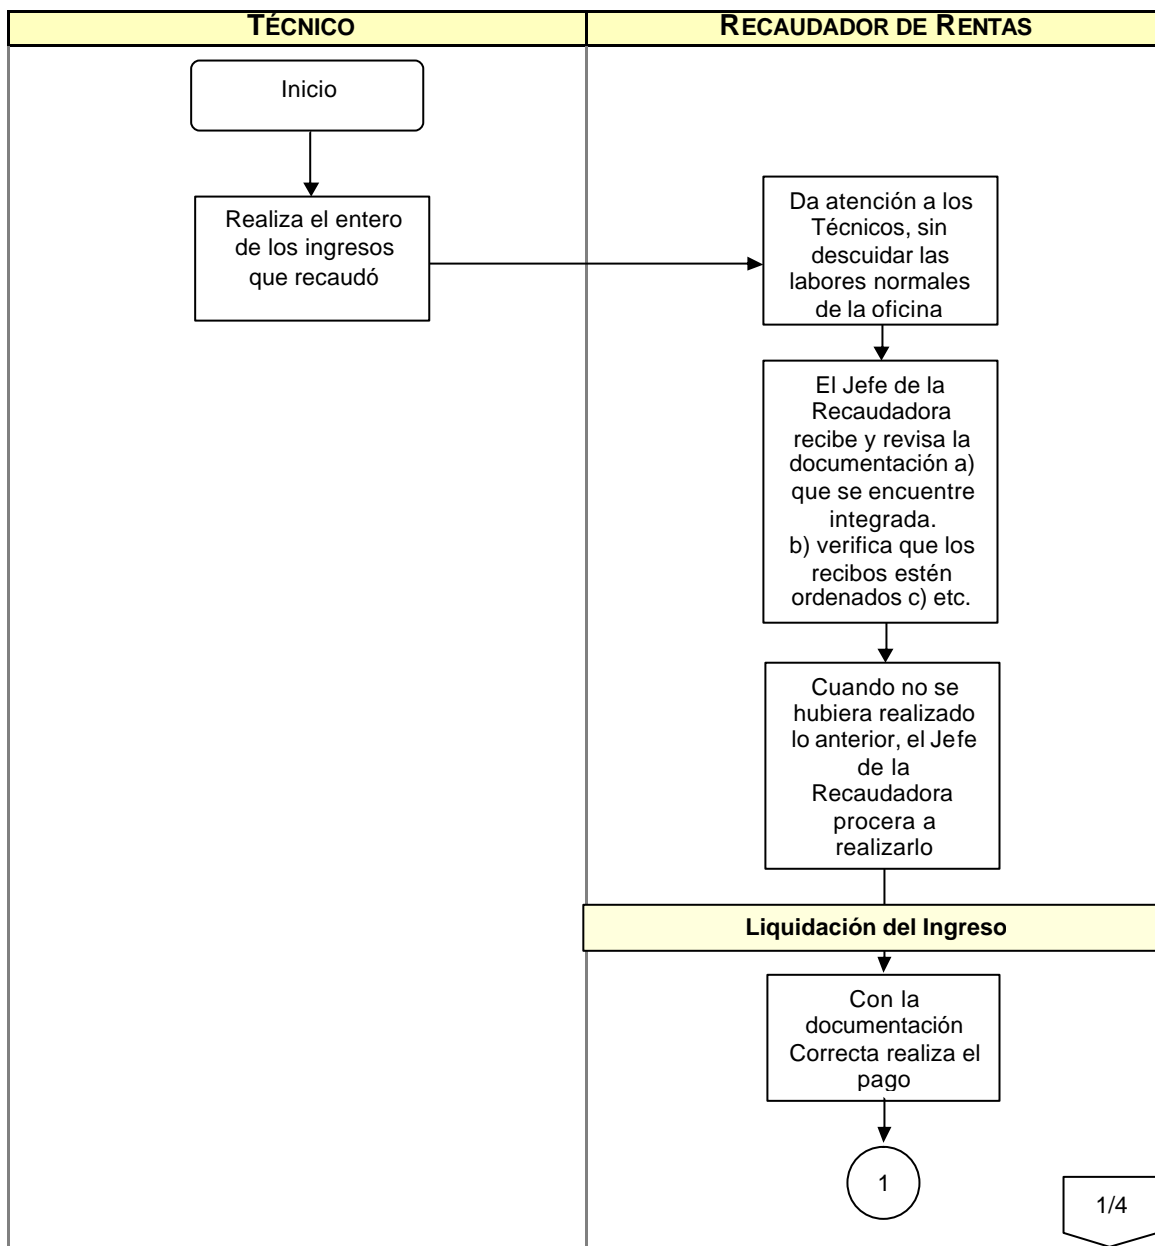 TÉCNICO
RECAUDADOR DE RENTAS
Inicio
Realiza el entero
de los ingresos
que recaudó
Da atención a los
Técnicos, sin
descuidar las
labores normales
de la oficina
El Jefe de la
Recaudadora
recibe y revisa la
documentación a)
que se encuentre
integrada.
b) verifica que los
recibos estén
ordenados c) etc.
Cuando no se
hubiera realizado
lo anterior, el Jefe
de la
Recaudadora
procera a
realizarlo
Liquidación del Ingreso
Con la
documentación
Correcta realiza el
pago
1
1/4